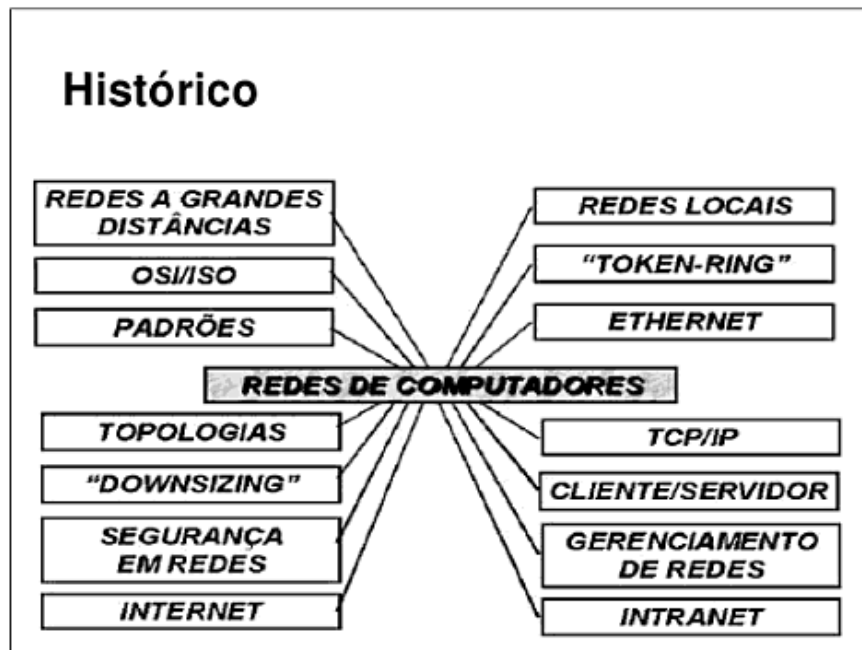 Histórico
REDES A GRANDES
DISTÂNCIAS
OSI/ISO
PADRÕES
REDES LOCAIS
“TOKEN-RING”
ETHERNET
REDES DE COMPUTADORES
TOPOLOGIAS
“DOWNSIZING”
SEGURANÇA
EM REDES
INTERNET
TCP/IP
CLIENTE/SERVIDOR
GERENCIAMENTO
DE REDES
INTRANET